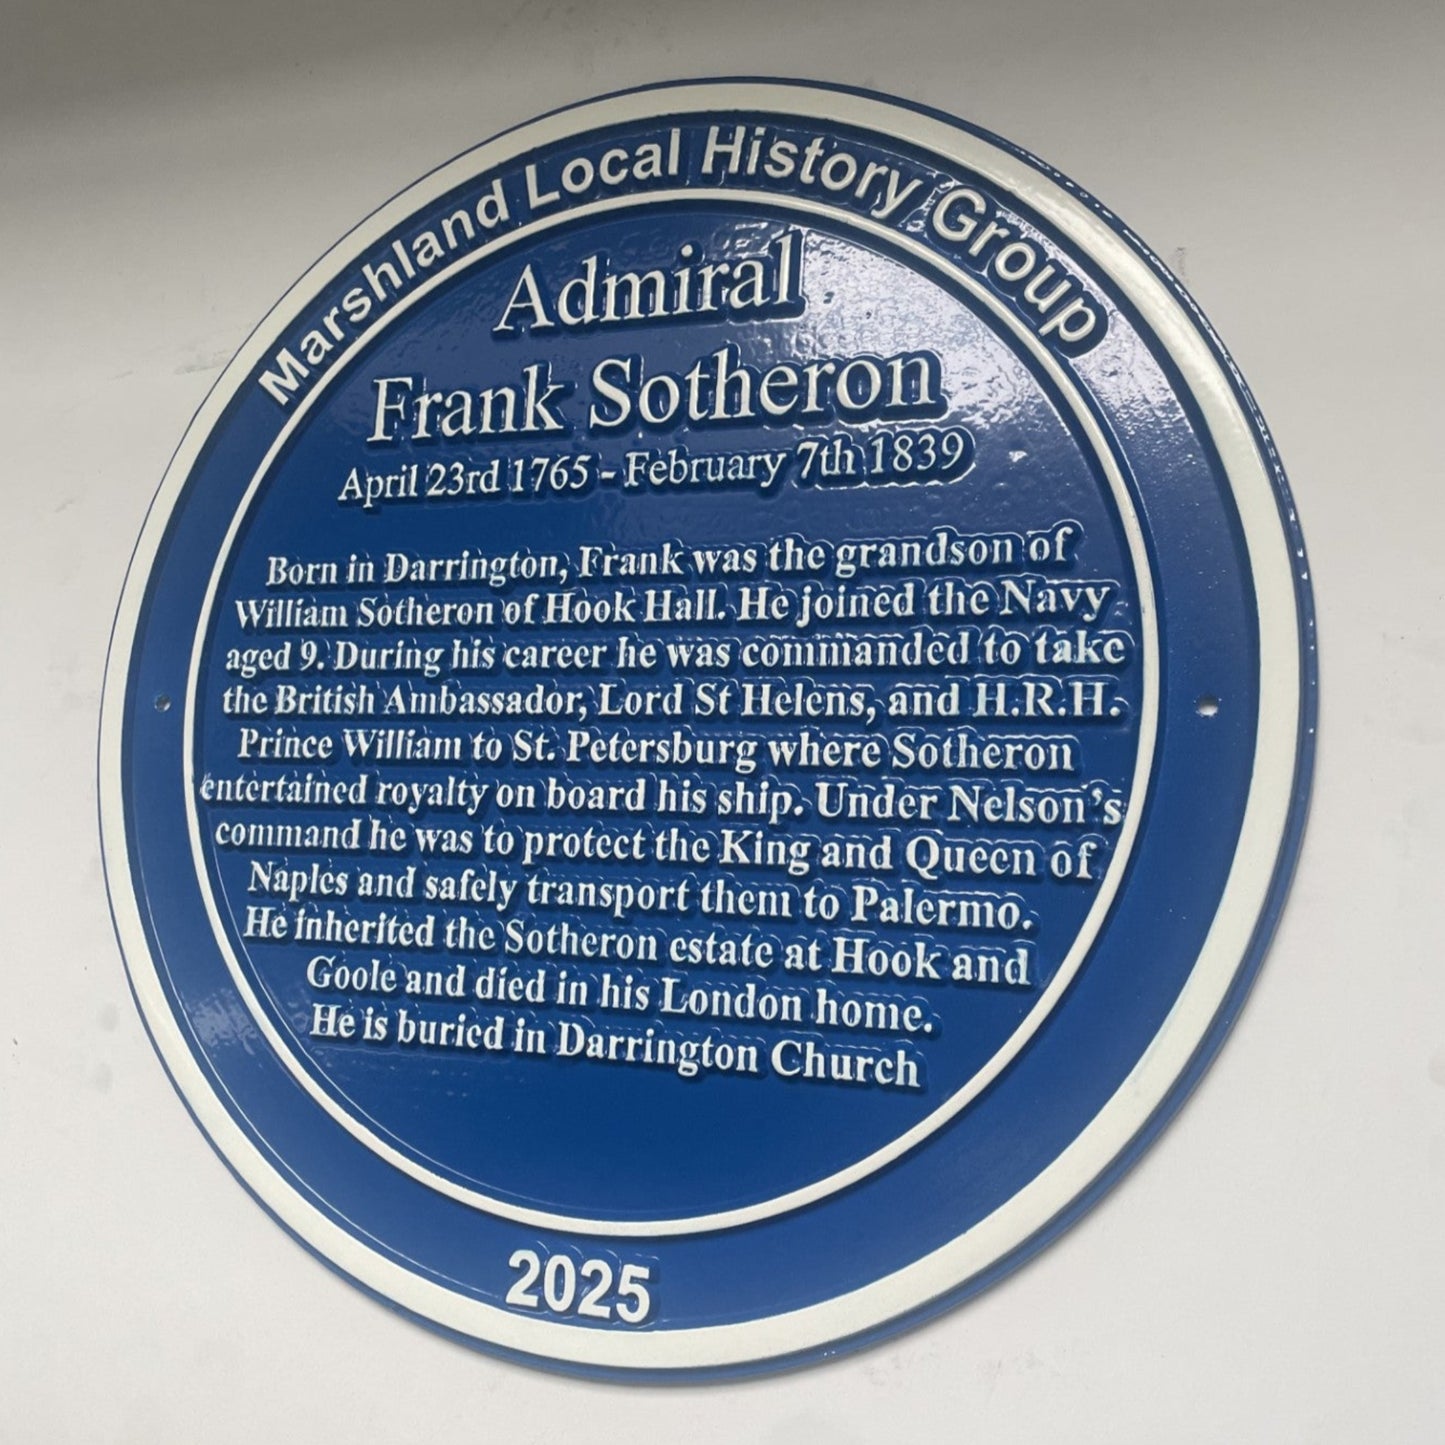 Marshland Local History Group
Admiral
Frank Sotheron
April 23rd 1765 - February 7th 1839
Born in Darrington, Frank was the grandson of
William Sotheron of Hook Hall. He joined the Navy
aged 9. During his career he was commanded to take
the British Ambassador, Lord St Helens, and H.R.H.
Prince William to St. Petersburg where Sotheron
entertained royalty on board his ship. Under Nelson's
command he was to protect the King and Queen of
Naples and safely transport them to Palermo.
He inherited the Sotheron estate at Hook and
Goole and died in his London home.
He is buried in Darrington Church
2025